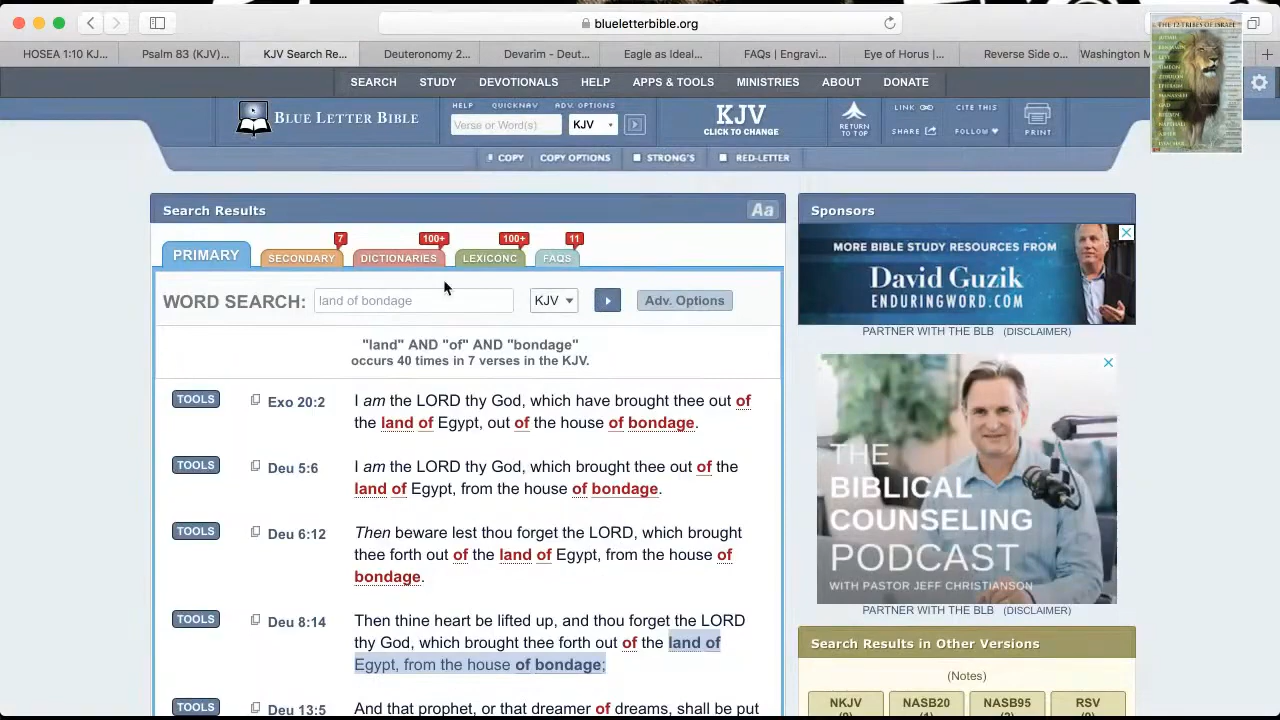 blueletterbible.org
HOSEA 1:10 KJ...
Psalm 83 (KJV)...
KJV Search Re...
Deuteronomy -...
Devarim - Deut...
Eagle as Ideal...
FAQs | Engravi...
Eye of Horus |...
Reverse Side o...
Washington M
THE 12 TRIBES OF ISRAEL
SEARCH STUDY DEVOTIONALS HELP APPS & TOOLS MINISTRIES ABOUT DONATE
BLUE LETTER BIBLE
HELP QUICKNAV ADV. OPTIONS
Verse or Word(s) KJV
KJV
CLICK TO CHANGE
RETURN
TO TOP
LINK CITE THIS
SHARE FOLLOW
PRINT
COPY COPY OPTIONS STRONG'S RED-LETTER
Search Results Aa
PRIMARY
SECONDARY 7
DICTIONARIES 100+
LEXICONC 100+
FAQS 11
WORD SEARCH: land of bondage KJV Adv. Options
"land" AND "of" AND "bondage"
occurs 40 times in 7 verses in the KJV.
TOOLS Exo 20:2 I am the LORD thy God, which have brought thee out of
the land of Egypt, out of the house of bondage.
TOOLS Deu 5:6 I am the LORD thy God, which brought thee out of the
land of Egypt, from the house of bondage.
TOOLS Deu 6:12 Then beware lest thou forget the LORD, which brought
thee forth out of the land of Egypt, from the house of
bondage.
TOOLS Deu 8:14 Then thine heart be lifted up, and thou forget the LORD
thy God, which brought thee forth out of the land of
Egypt, from the house of bondage;
TOOLS Deu 13:5 And that prophet, or that dreamer of dreams, shall be put
Sponsors
MORE BIBLE STUDY RESOURCES FROM
David Guzik
ENDURINGWORD.COM
PARTNER WITH THE BLB (DISCLAIMER)
THE
BIBLICAL
COUNSELING
PODCAST
WITH PASTOR JEFF CHRISTIANSON
PARTNER WITH THE BLB (DISCLAIMER)
Search Results in Other Versions
(Notes)
NKJV NASB20 NASB95 RSV